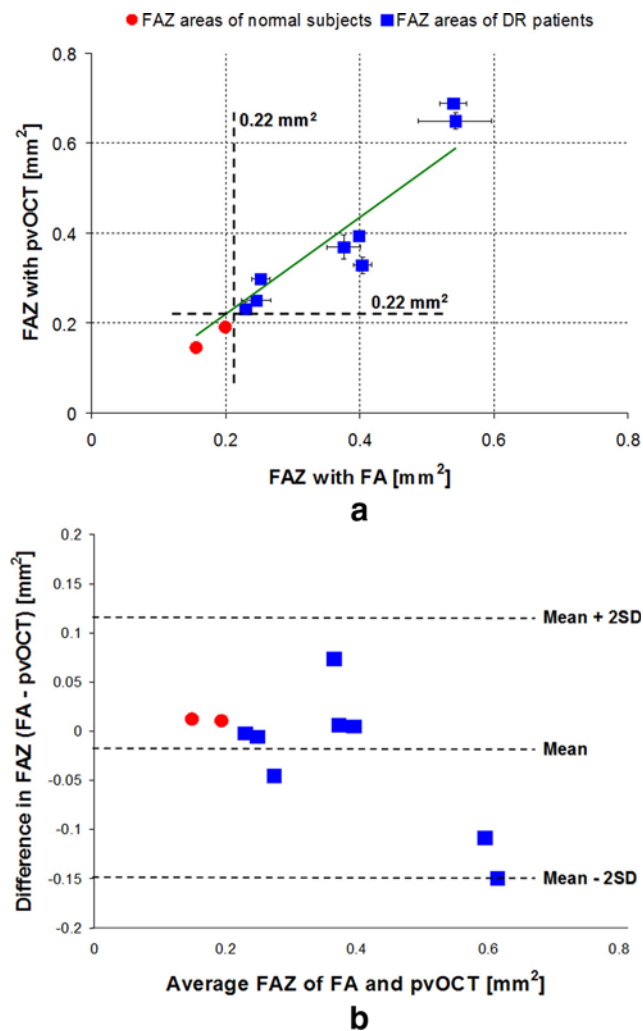 FAZ areas of normal subjects FAZ areas of DR patients
0.8
0.6
0.4
0.2
0
FAZ with pvOCT [mm²]
0.22 mm²
0.22 mm²
0 0.2 0.4 0.6 0.8
FAZ with FA [mm²]
a
0.2
0.15
0.1
0.05
0
-0.05
-0.1
-0.15
-0.2
Difference in FAZ (FA - pvOCT) [mm²]
Mean + 2SD
Mean
Mean - 2SD
0 0.2 0.4 0.6 0.8
Average FAZ of FA and pvOCT [mm²]
b